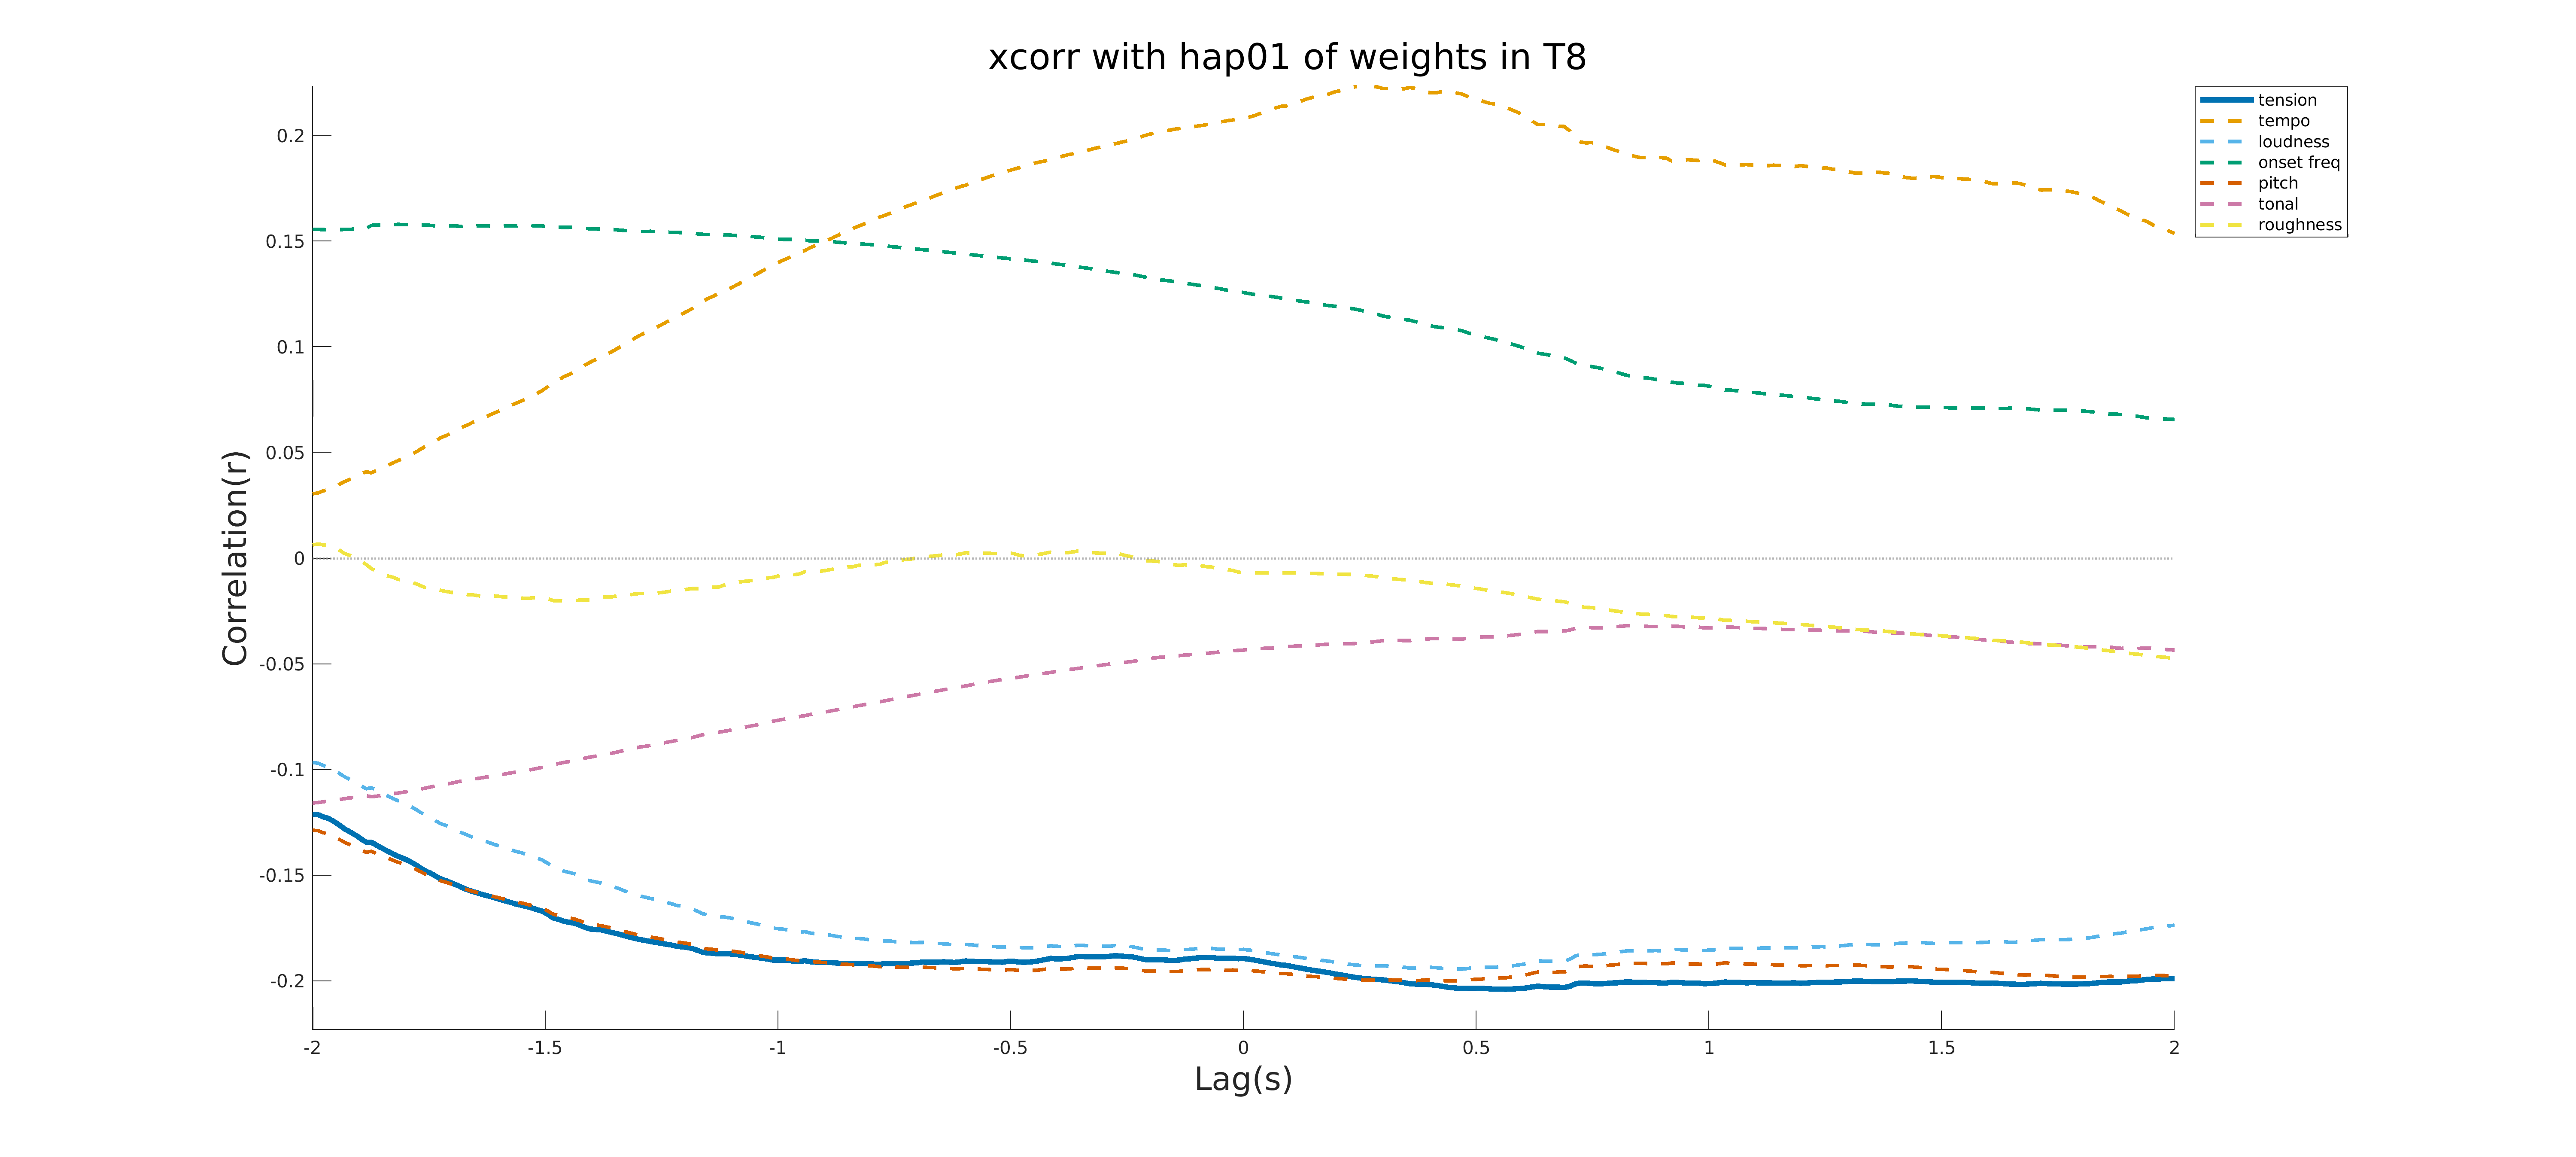 xcorr with hap01 of weights in T8
tension
tempo
loudness
onset freq
pitch
tonal
roughness
0.2
0.15
0.1
0.05
0
-0.05
-0.1
-0.15
-0.2
Correlation(r)
-2
-1.5
-1
-0.5
0
0.5
1
1.5
2
Lag(s)